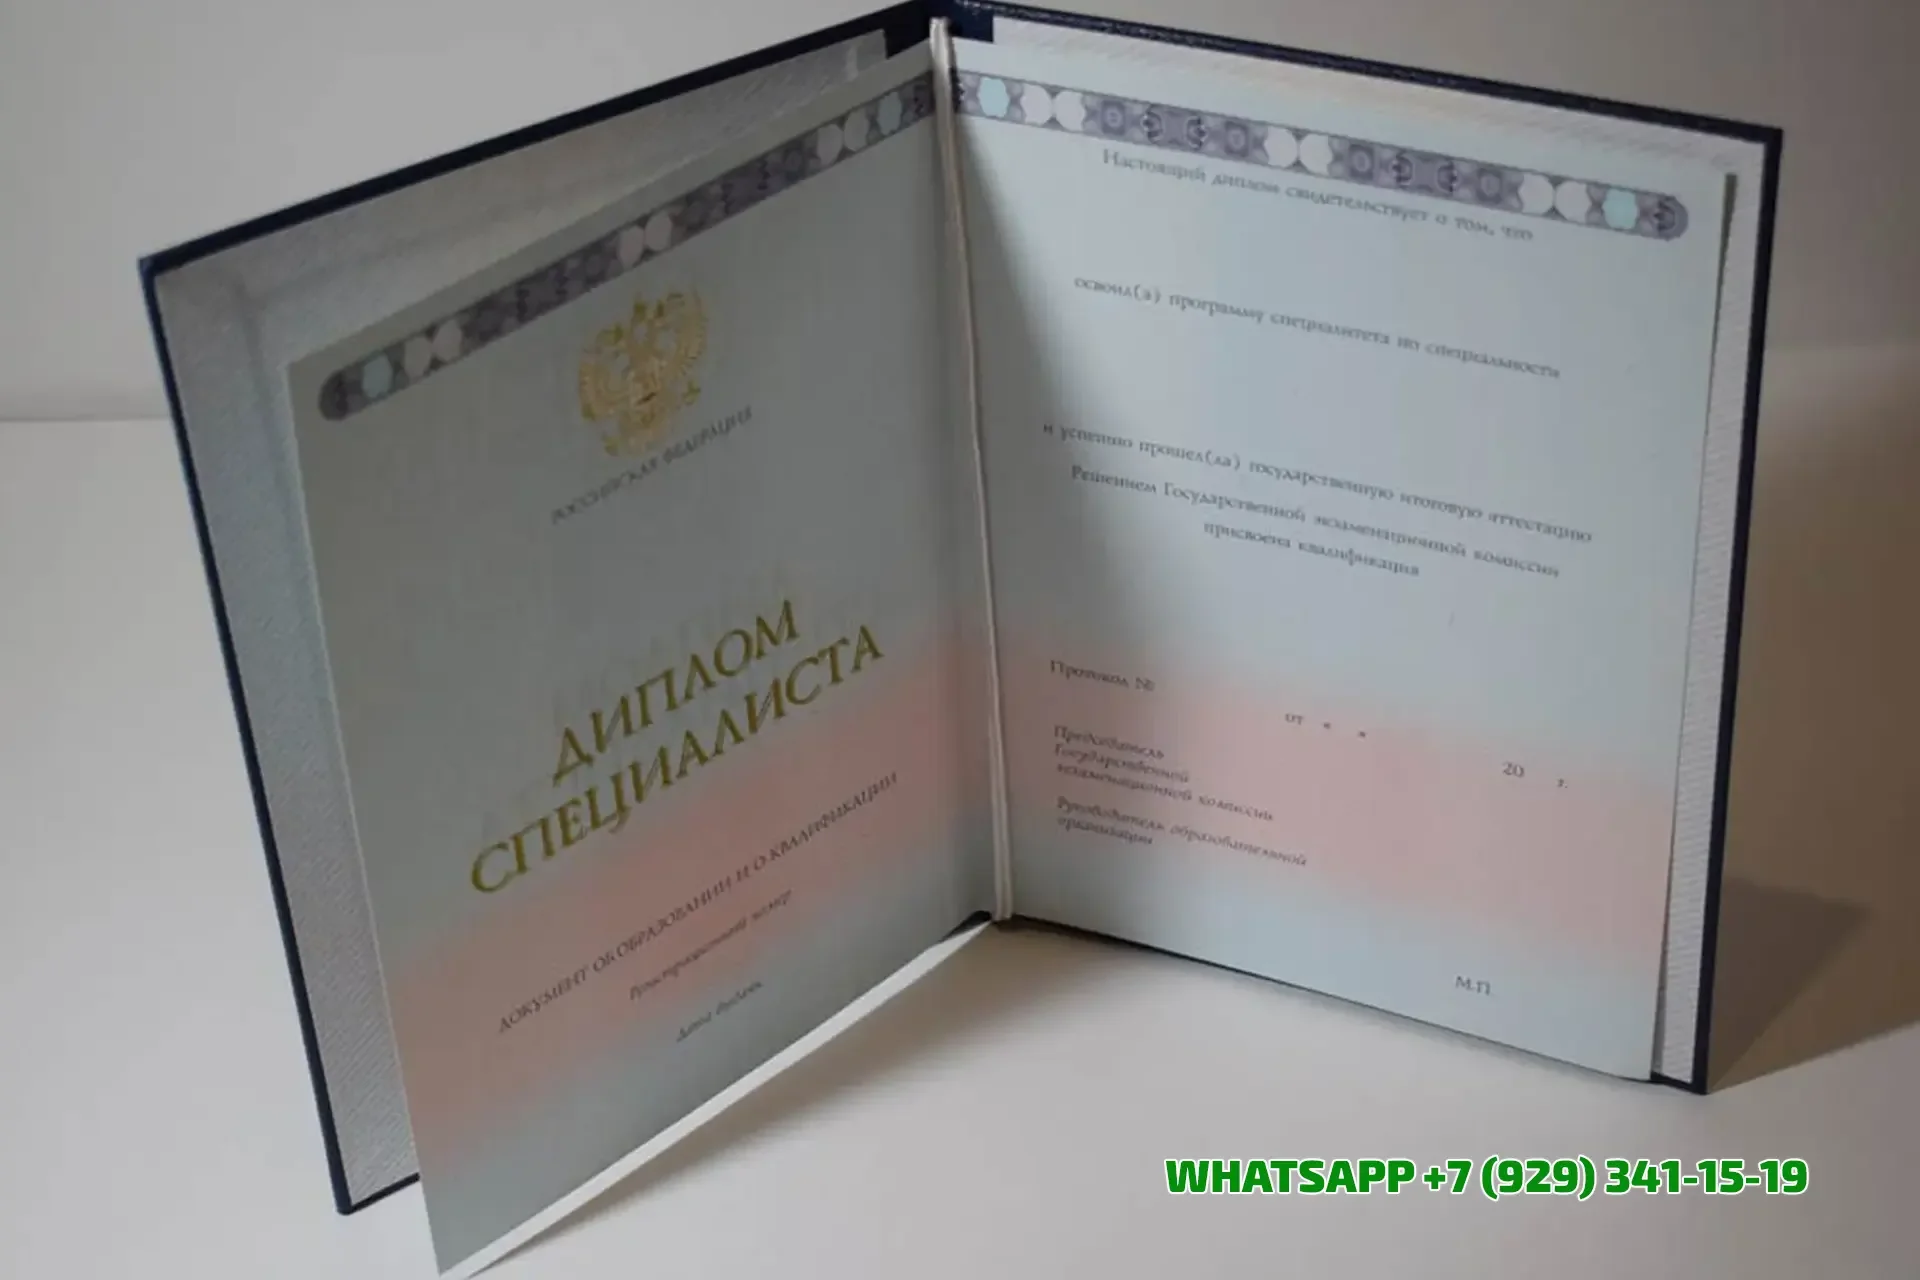 РОССИЙСКАЯ ФЕДЕРАЦИЯ
ДИПЛОМ
СПЕЦИАЛИСТА
ДОКУМЕНТ ОБ ОБРАЗОВАНИИ И О КВАЛИФИКАЦИИ
Регистрационный номер
Дата выдачи
Настоящий диплом свидетельствует о том, что
освоил(а) программу специалитета по специальности
и успешно прошел(ла) государственную итоговую аттестацию
Решением Государственной экзаменационной комиссии
присвоена квалификация
Протокол №
от « »
20 г.
Председатель
Государственной
экзаменационной комиссии
Руководитель образовательной
организации
М.П.
WHATSAPP +7 (929) 341-15-19